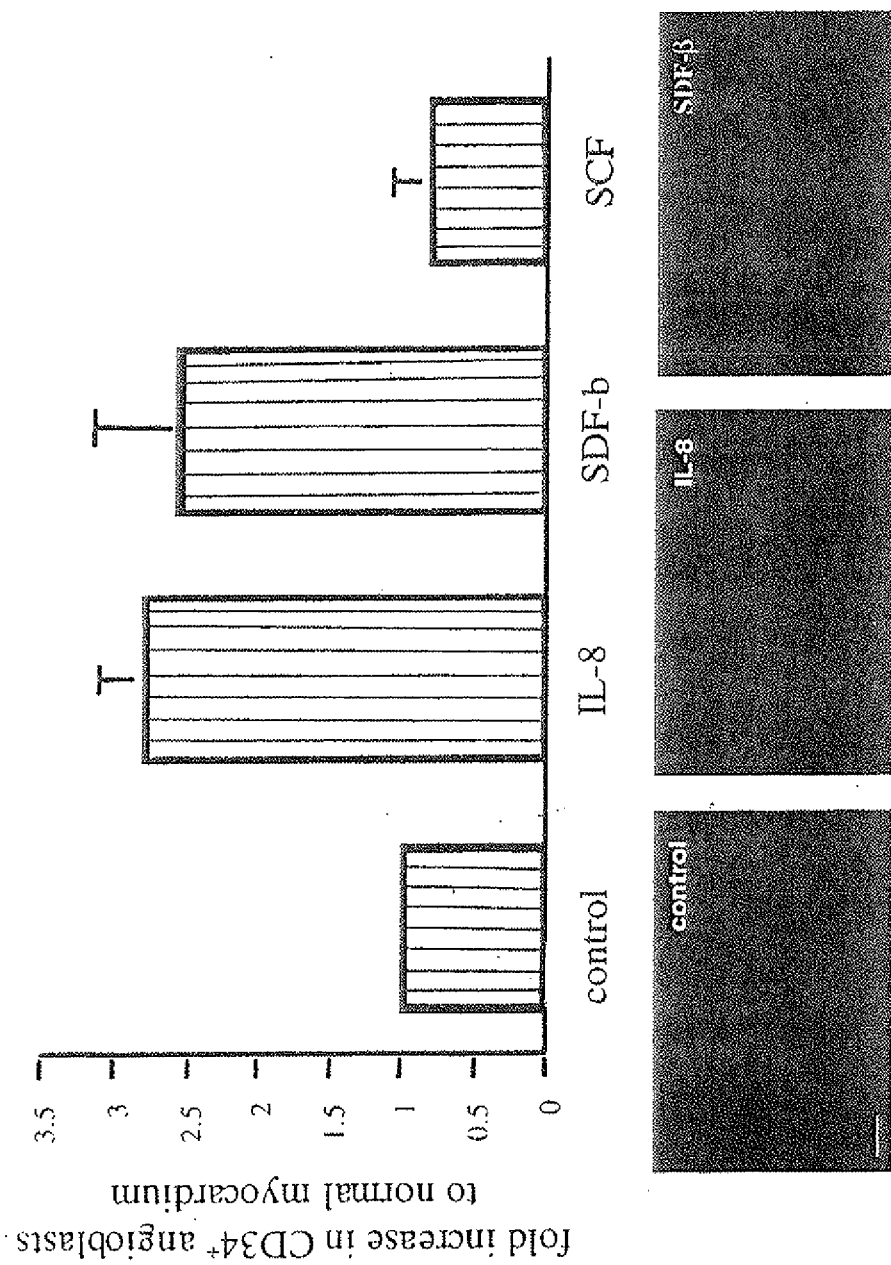 fold increase in CD34⁺ angioblasts
to normal myocardium
3.5
3
2.5
2
1.5
1
0.5
0
control
IL-8
SDF-b
SCF
control
IL-8
SDF-β